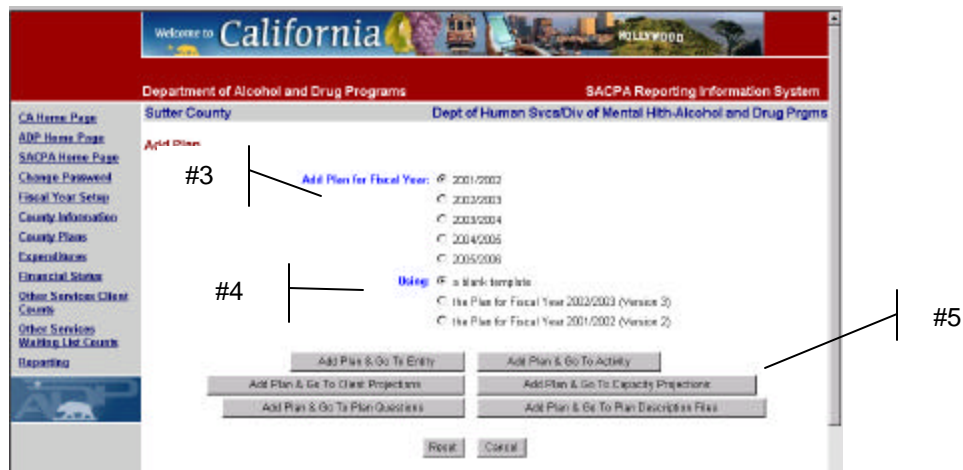 Welcome to California
HOLLYWOOD
Department of Alcohol and Drug Programs SACPA Reporting Information System
Sutter County Dept of Human Svcs/Div of Mental Hlth-Alcohol and Drug Prgms
CA Home Page
ADP Home Page
SACPA Home Page
Change Password
Fiscal Year Setup
County Information
County Plans
Expenditures
Financial Status
Other Services Client
Counts
Other Services
Waiting List Counts
Reporting
ADP
Add Plan
#3
Add Plan for Fiscal Year: 2001/2002
2002/2003
2003/2004
2004/2005
2005/2006
#4
Using: a blank template
the Plan for Fiscal Year 2002/2003 (Version 3)
the Plan for Fiscal Year 2001/2002 (Version 2)
#5
Add Plan & Go To Entity Add Plan & Go To Activity
Add Plan & Go To Client Projections Add Plan & Go To Capacity Projections
Add Plan & Go To Plan Questions Add Plan & Go To Plan Description Files
Reset Cancel